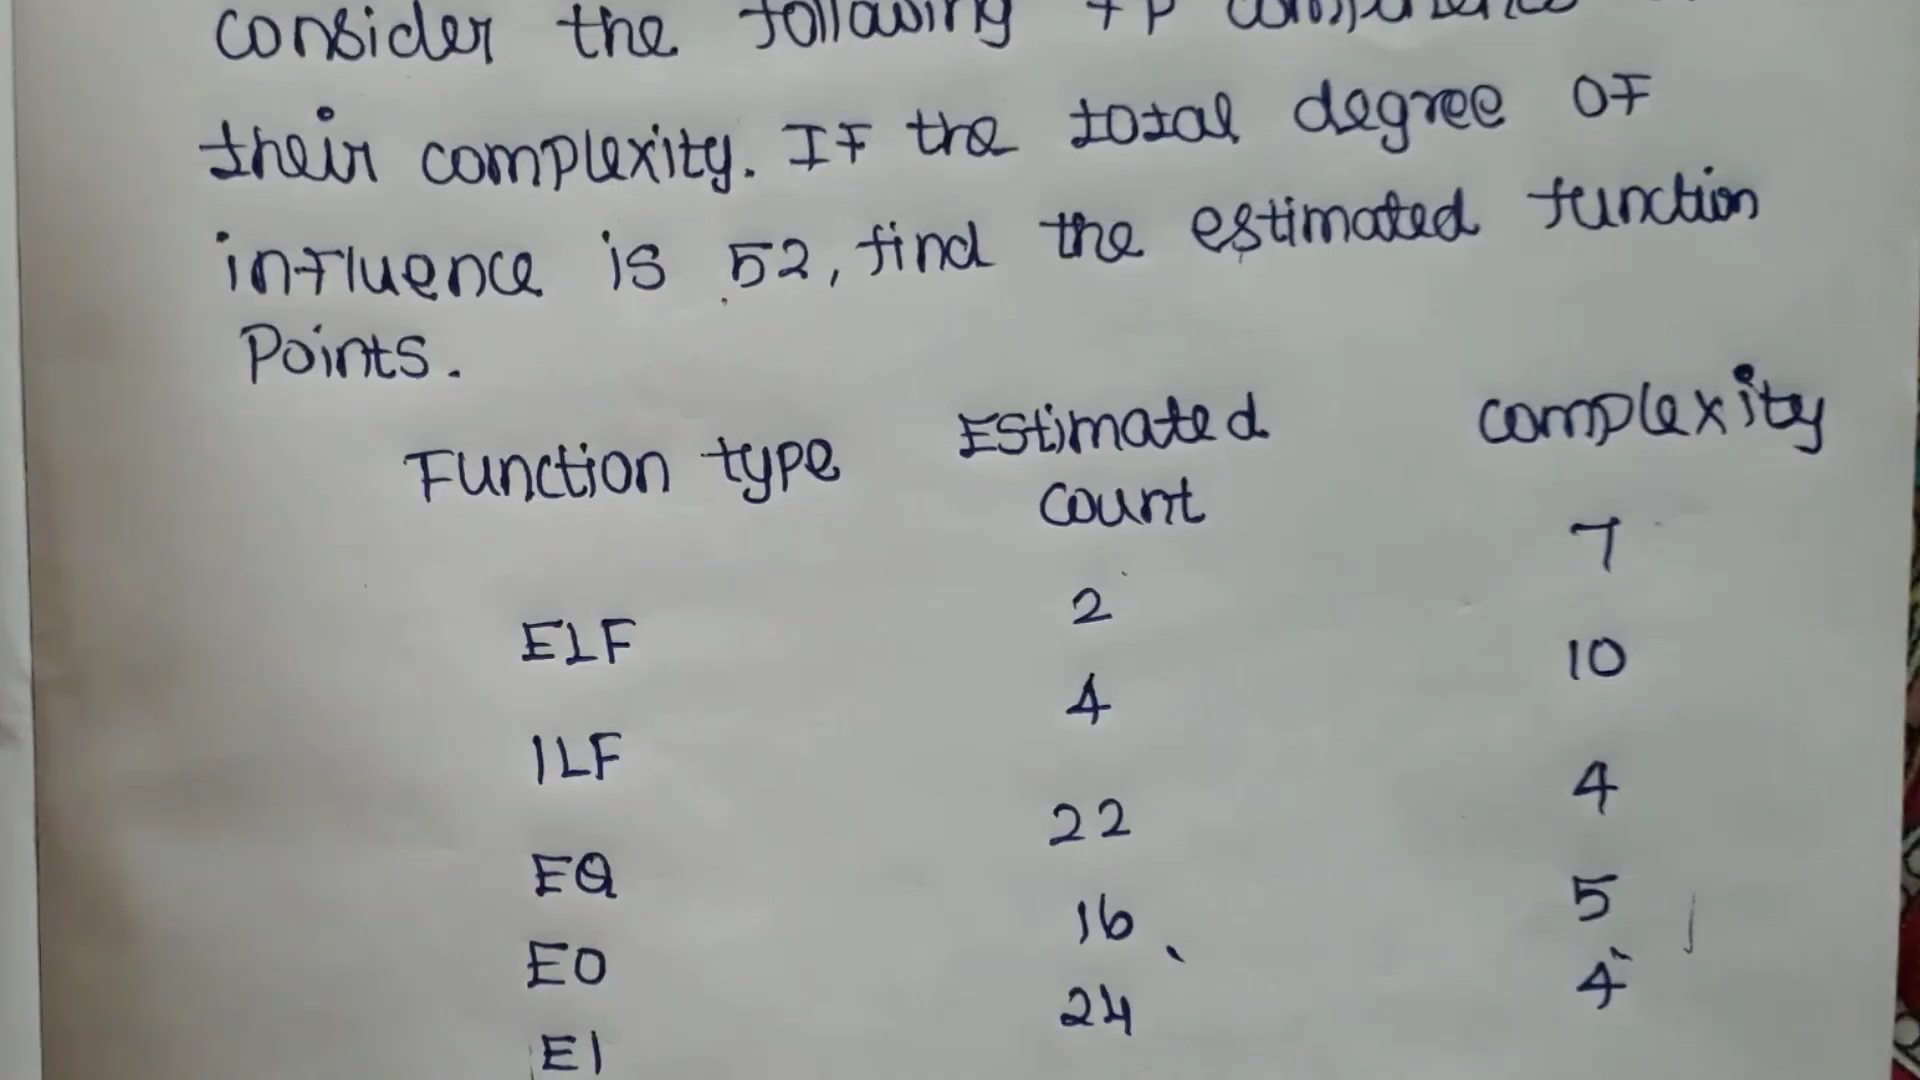 consider the following FP components
their complexity. IF the total degree OF
influence is 52, find the estimated function
Points.
Function type Estimated count complexity
ELF 2 7
ILF 4 10
EQ 22 4
EO 16 5
EI 24 4